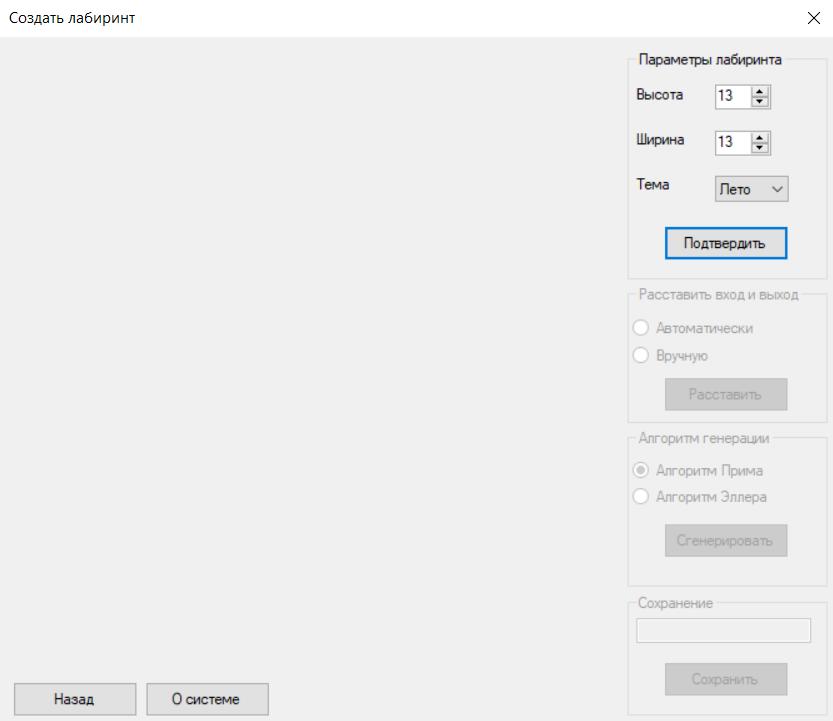 Создать лабиринт
Параметры лабиринта
Высота 13
Ширина 13
Тема Лето
Подтвердить
Расставить вход и выход
Автоматически
Вручную
Расставить
Алгоритм генерации
Алгоритм Прима
Алгоритм Эллера
Сгенерировать
Сохранение
Сохранить
Назад О системе